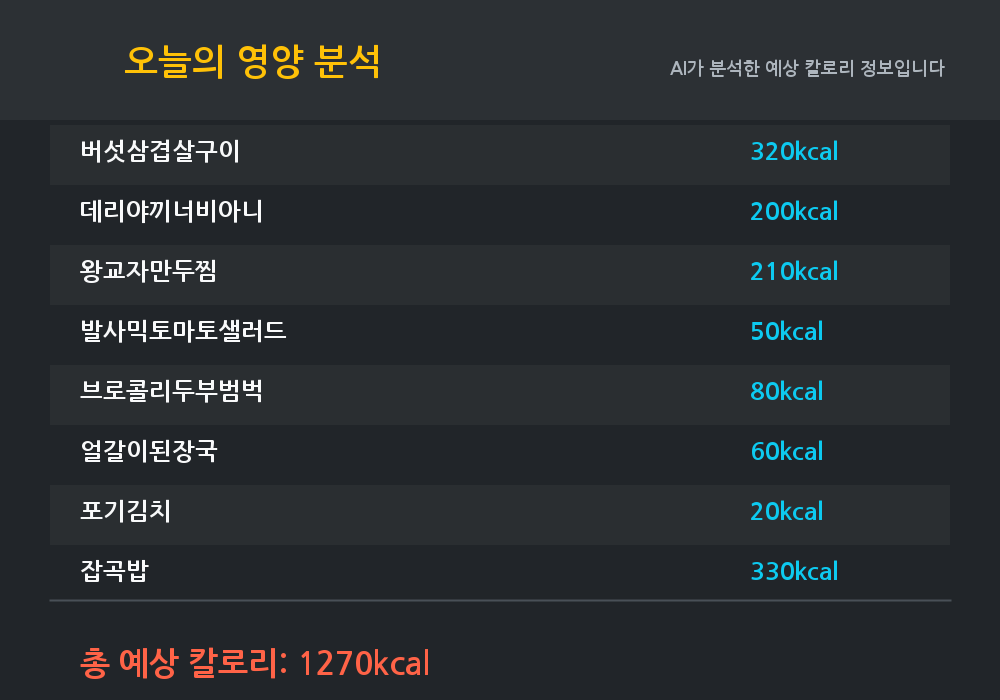 오늘의 영양 분석
AI가 분석한 예상 칼로리 정보입니다
버섯삼겹살구이 320kcal
데리야끼너비아니 200kcal
왕교자만두찜 210kcal
발사믹토마토샐러드 50kcal
브로콜리두부범벅 80kcal
얼갈이된장국 60kcal
포기김치 20kcal
잡곡밥 330kcal
총 예상 칼로리: 1270kcal